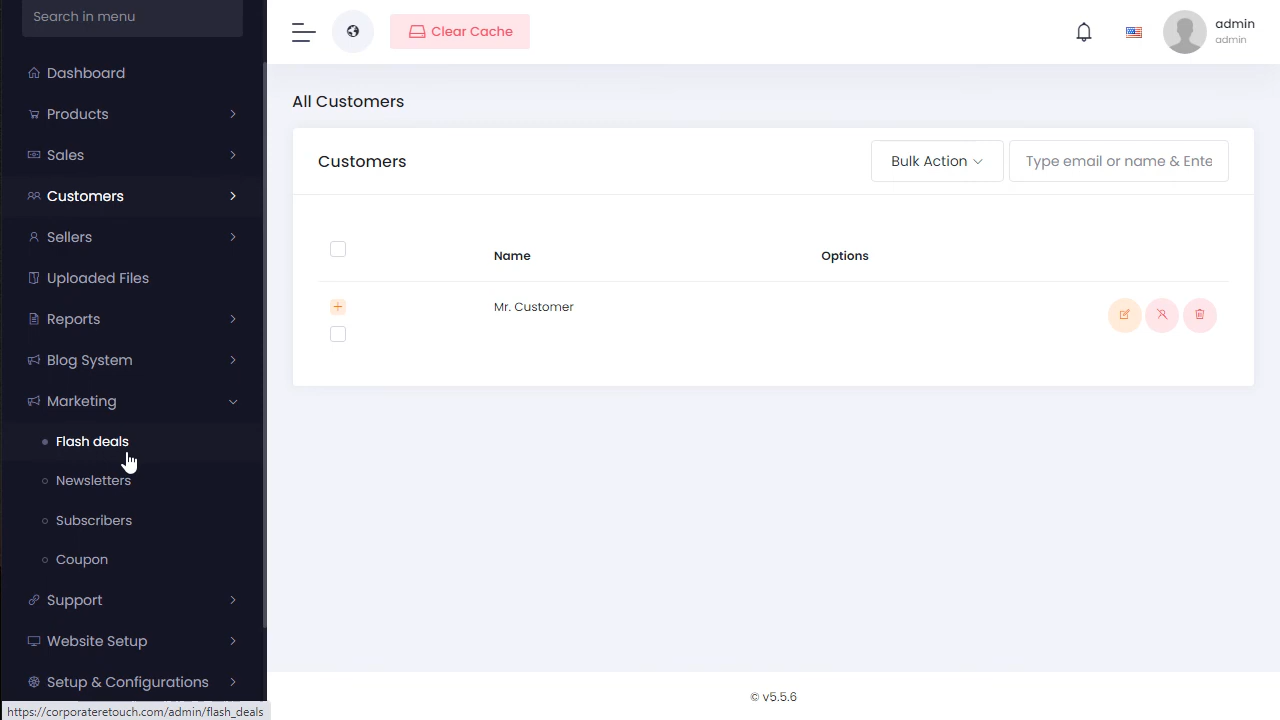 Search in menu
Clear Cache
admin
admin
Dashboard
Products
Sales
Customers
Sellers
Uploaded Files
Reports
Blog System
Marketing
Flash deals
Newsletters
Subscribers
Coupon
Support
Website Setup
Setup & Configurations
https://corporateretouch.com/admin/flash_deals
All Customers
Customers
Bulk Action
Type email or name & Ente
Name
Options
Mr. Customer
© v5.5.6